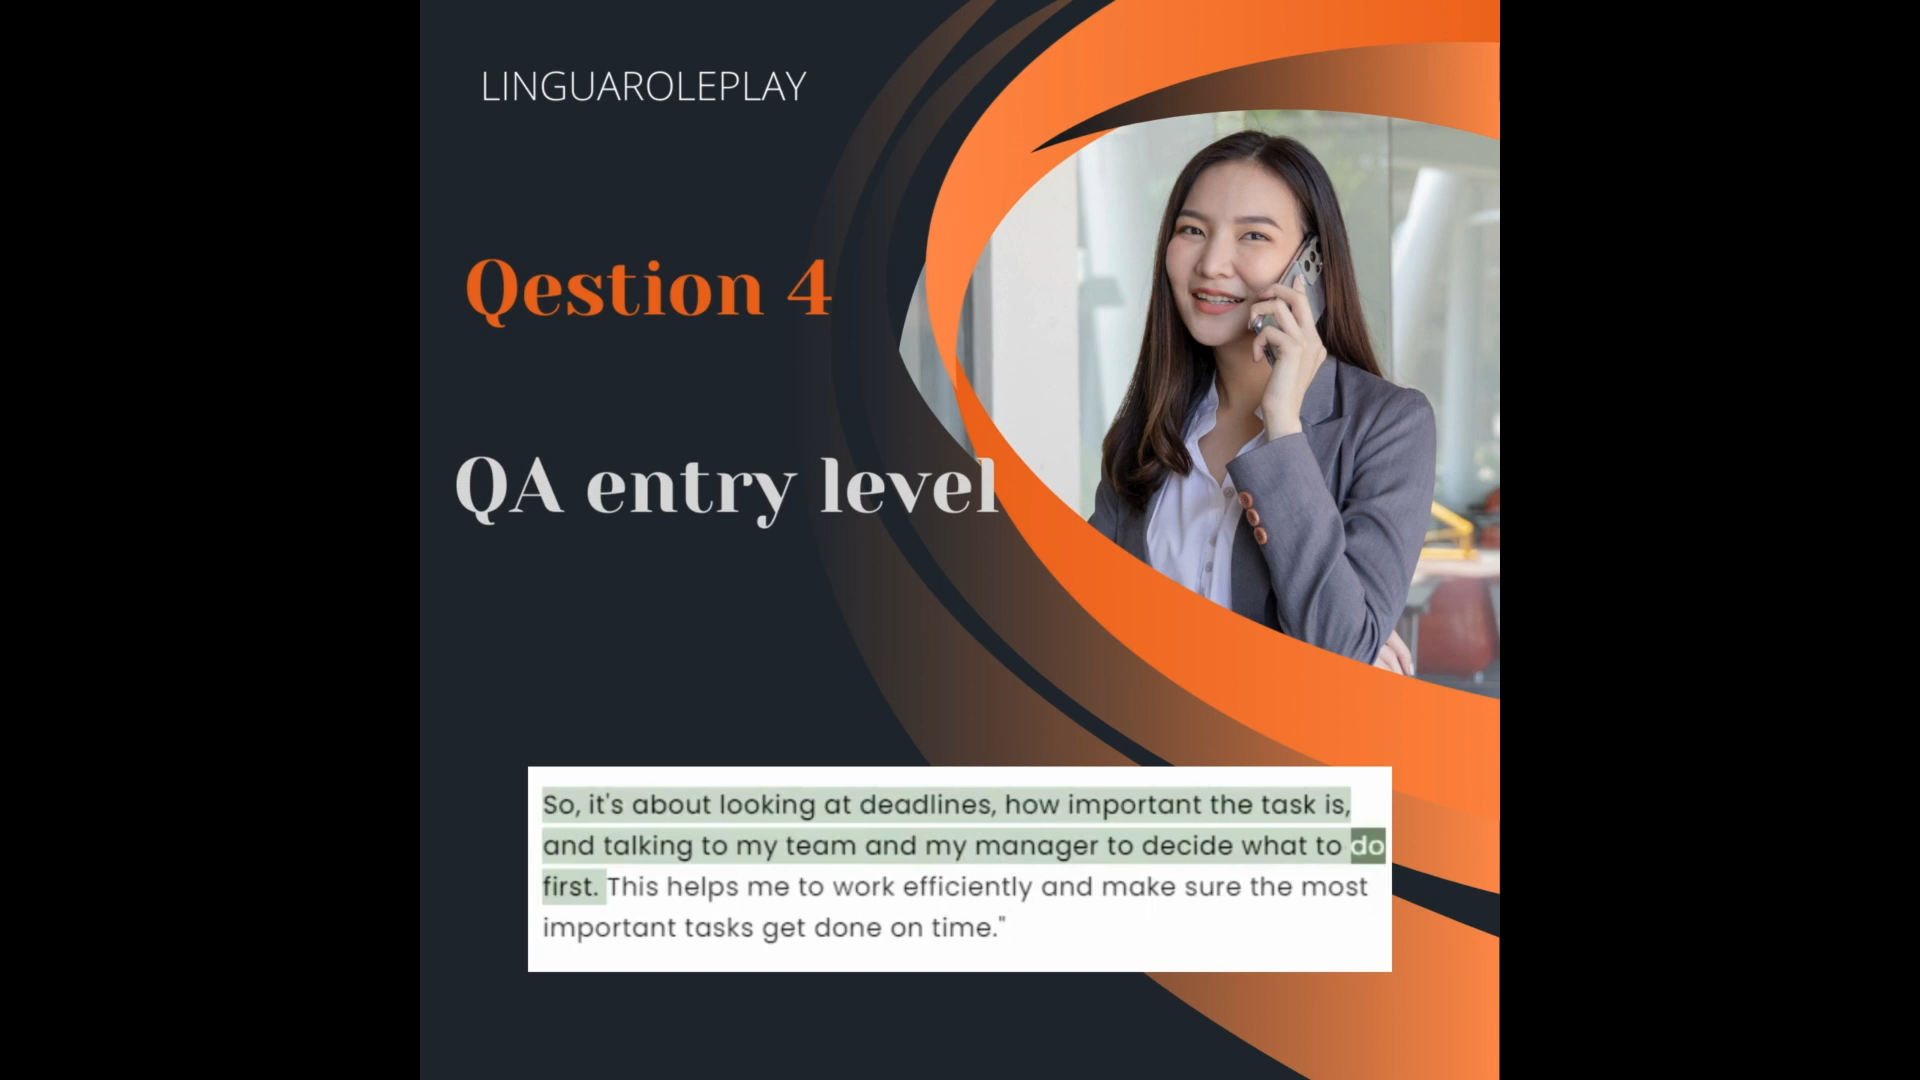 LINGUAROLEPLAY
Qestion 4
QA entry level
So, it's about looking at deadlines, how important the task is,
and talking to my team and my manager to decide what to do
first. This helps me to work efficiently and make sure the most
important tasks get done on time."